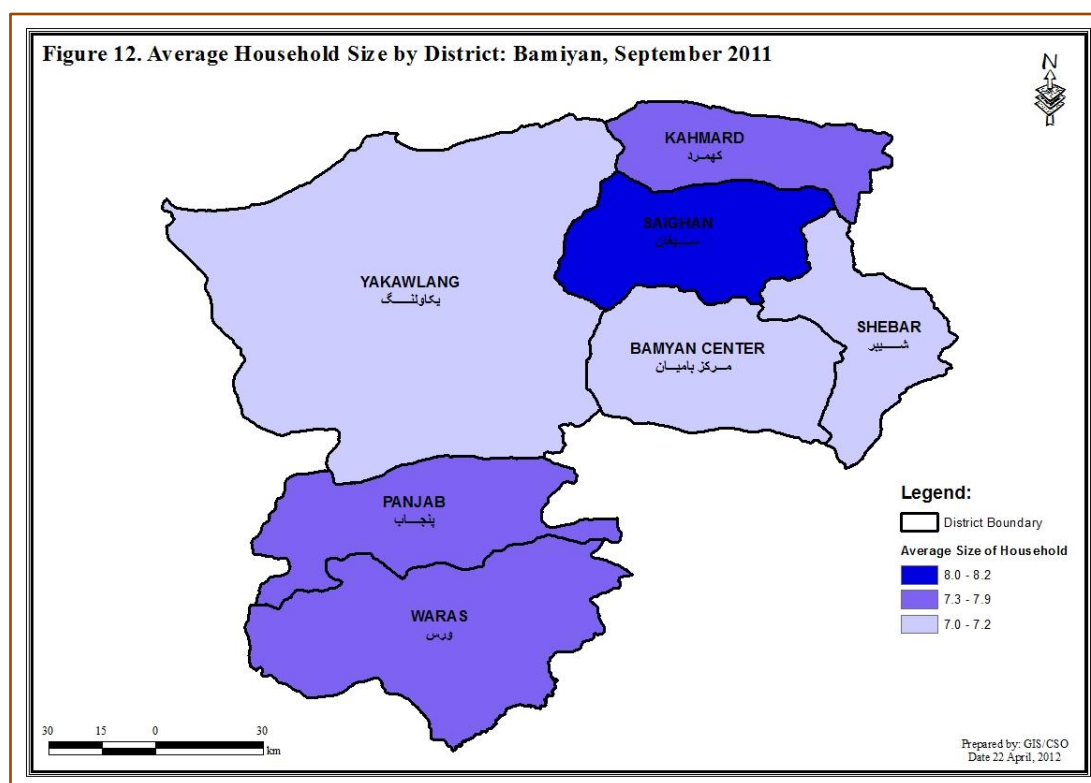 Figure 12. Average Household Size by District: Bamiyan, September 2011
N
KAHMARD
کهمرد
SAIGHAN
سیغان
YAKAWLANG
یکاولنگ
SHEBAR
شیبر
BAMYAN CENTER
مرکز بامیان
PANJAB
پنجاب
WARAS
ورس
Legend:
District Boundary
Average Size of Household
8.0 - 8.2
7.3 - 7.9
7.0 - 7.2
30 15 0 30
km
Prepared by: GIS/CSO
Date 22 April, 2012